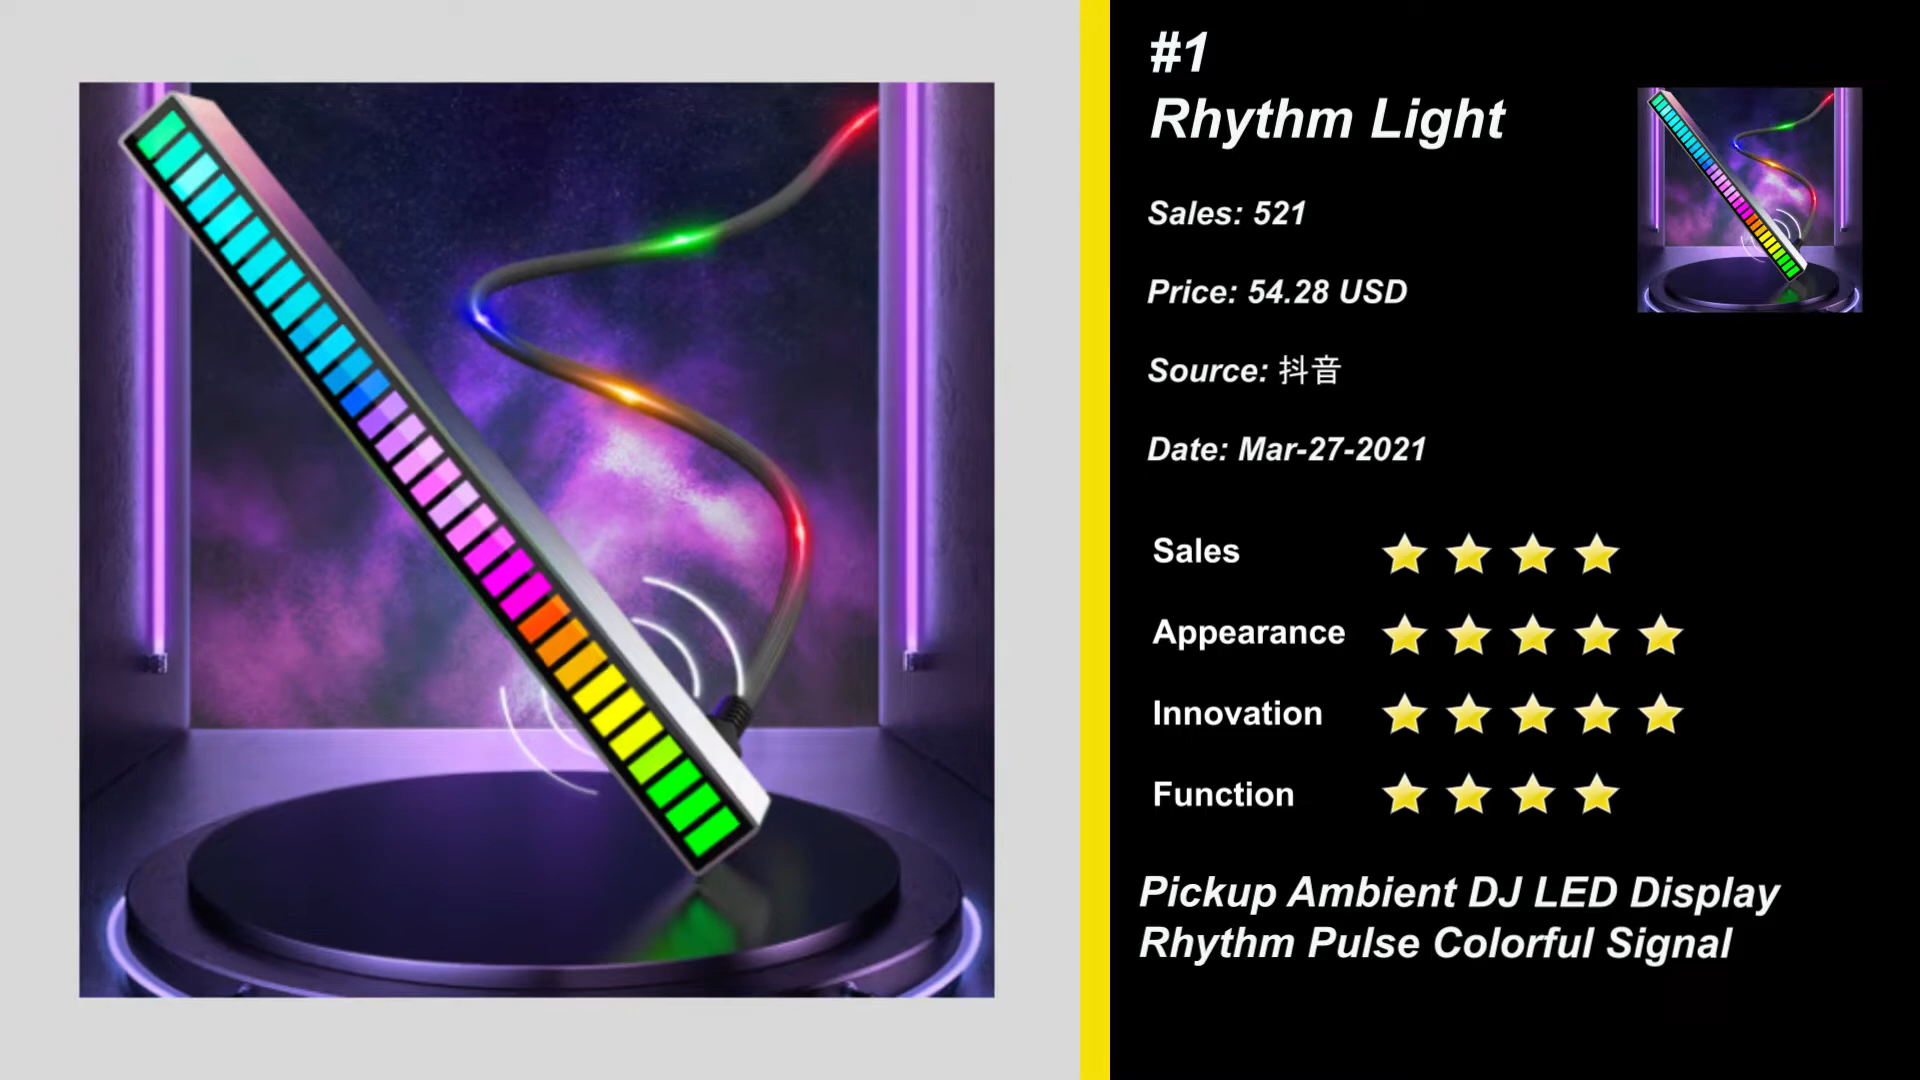 #1
Rhythm Light
Sales: 521
Price: 54.28 USD
Source: 抖音
Date: Mar-27-2021
Sales
Appearance
Innovation
Function
Pickup Ambient DJ LED Display
Rhythm Pulse Colorful Signal